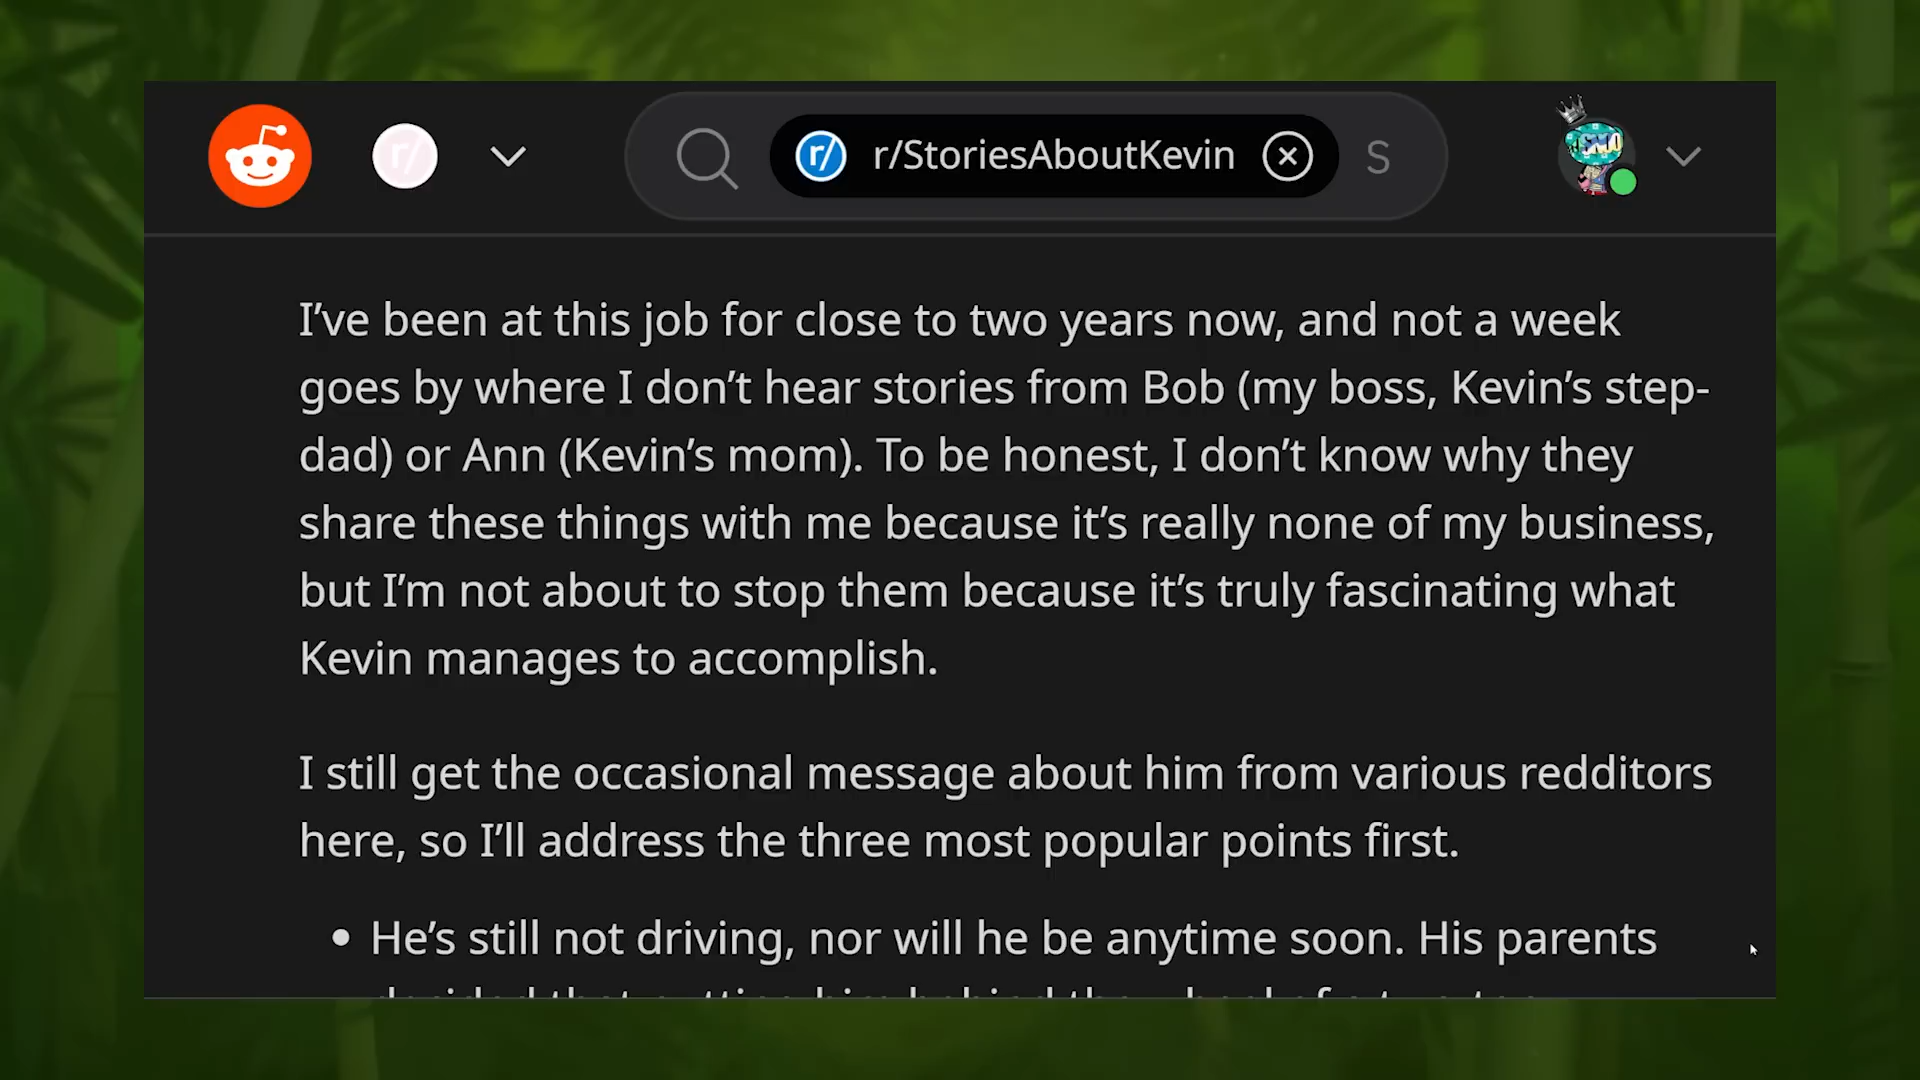 r/
r/
r/StoriesAboutKevin
S
I’ve been at this job for close to two years now, and not a week
goes by where I don’t hear stories from Bob (my boss, Kevin’s step-
dad) or Ann (Kevin’s mom). To be honest, I don’t know why they
share these things with me because it’s really none of my business,
but I’m not about to stop them because it’s truly fascinating what
Kevin manages to accomplish.
I still get the occasional message about him from various redditors
here, so I’ll address the three most popular points first.
• He’s still not driving, nor will he be anytime soon. His parents